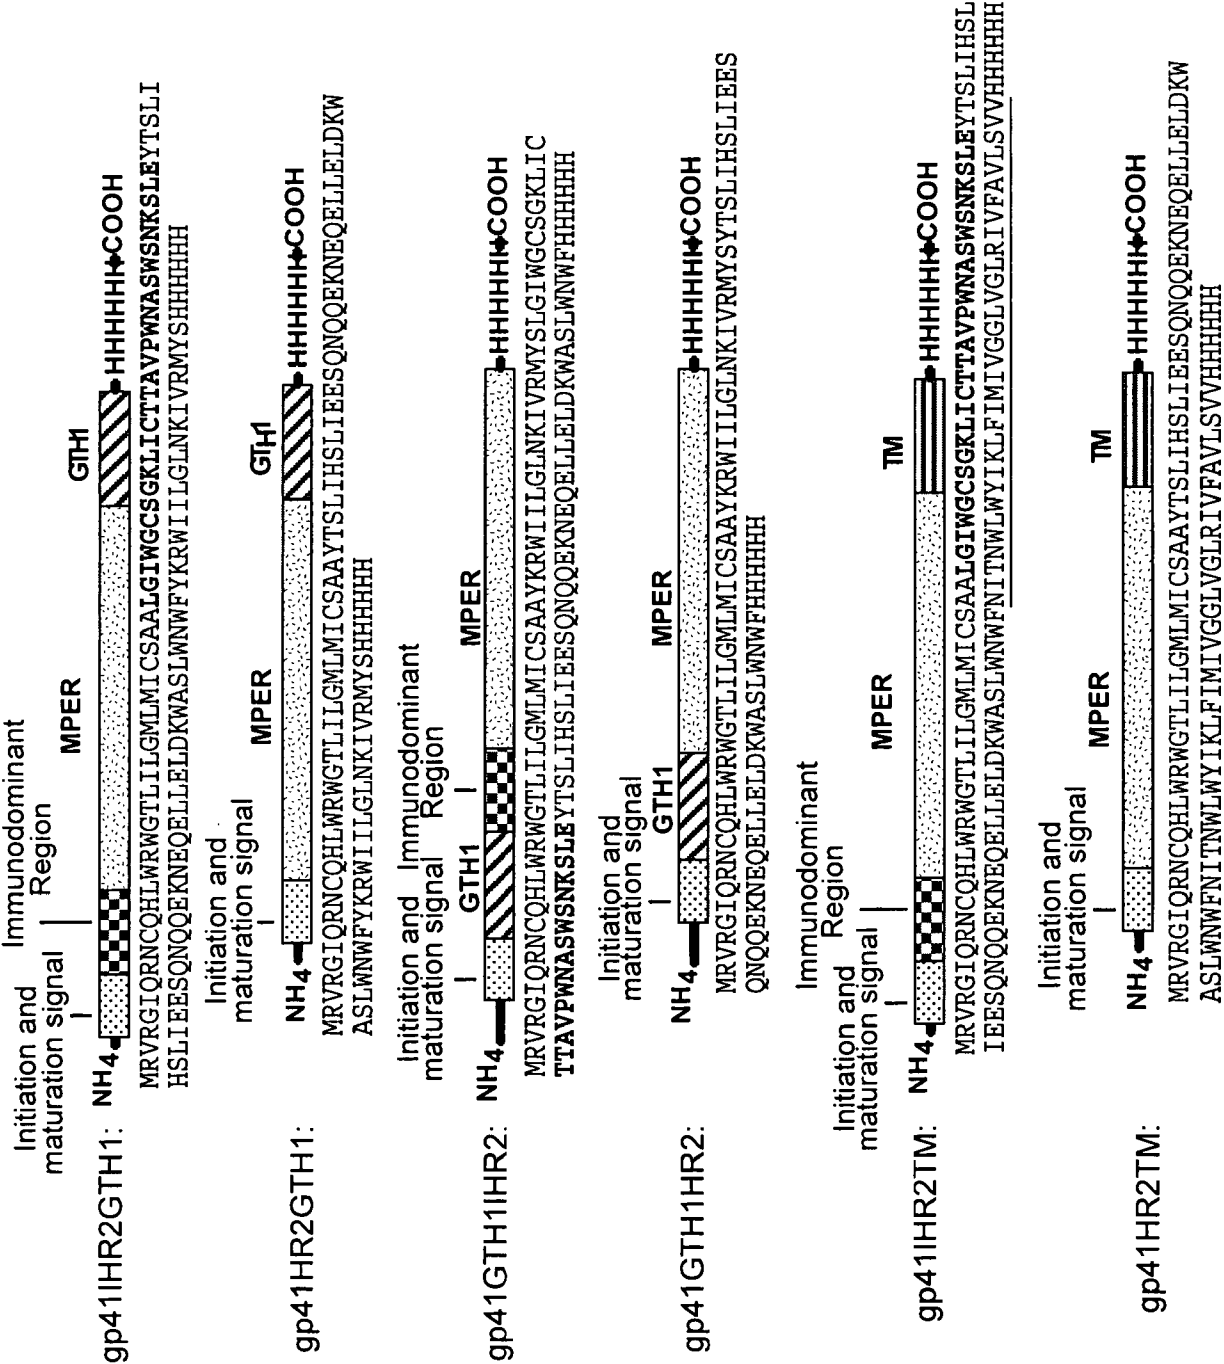 Initiation and maturation signal
Immunodominant Region
MPER
GTH1
gp41IHR2GTH1:
NH4
HHHHHH COOH
MRVRGIQRNCQHLWRWGTLILGMLMICSAALGIWGCSGKLICTTAVPWNASWSNKSLEYTSLI
HSLIEESQNQQEKNEQELLELDKWASLWNWFYKRWIILGLNKIVRMYSHHHHHH
Initiation and maturation signal
MPER
GTH1
gp41HR2GTH1:
NH4
HHHHHH COOH
MRVRGIQRNCQHLWRWGTLILGMLMICSAAYTSLIHSLIEESQNQQEKNEQELLELDKW
ASLWNWFYKRWIILGLNKIVRMYSHHHHHH
Initiation and maturation signal
GTH1
Immunodominant Region
MPER
gp41GTH1IHR2:
NH4
HHHHHH COOH
MRVRGIQRNCQHLWRWGTLILGMLMICSAAYKRWIILGLNKIVRMYSLGIWGCSGKLIC
TTAVPWNASWSNKSLEYTSLIHSLIEESQNQQEKNEQELLELDKWASLWNWFHHHHHH
Initiation and maturation signal
GTH1
MPER
gp41GTH1HR2:
NH4
HHHHHH COOH
MRVRGIQRNCQHLWRWGTLILGMLMICSAAYKRWIILGLNKIVRMYSYTSLIHSLIEES
QNQQEKNEQELLELDKWASLWNWFHHHHHH
Initiation and maturation signal
Immunodominant Region
MPER
TM
gp41IHR2TM:
NH4
HHHHHH COOH
MRVRGIQRNCQHLWRWGTLILGMLMICSAALGIWGCSGKLICTTAVPWNASWSNKSLEYTSLIHSL
IEESQNQQEKNEQELLELDKWASLWNWFNITNWLWYIKLFIMIVGGLVGLRIVFAVLSVVHHHHHH
Initiation and maturation signal
MPER
TM
gp41HR2TM:
NH4
HHHHHH COOH
MRVRGIQRNCQHLWRWGTLILGMLMICSAAYTSLIHSLIEESQNQQEKNEQELLELDKW
ASLWNWFNITNWLWYIKLFIMIVGGLVGLRIVFAVLSVVHHHHHH